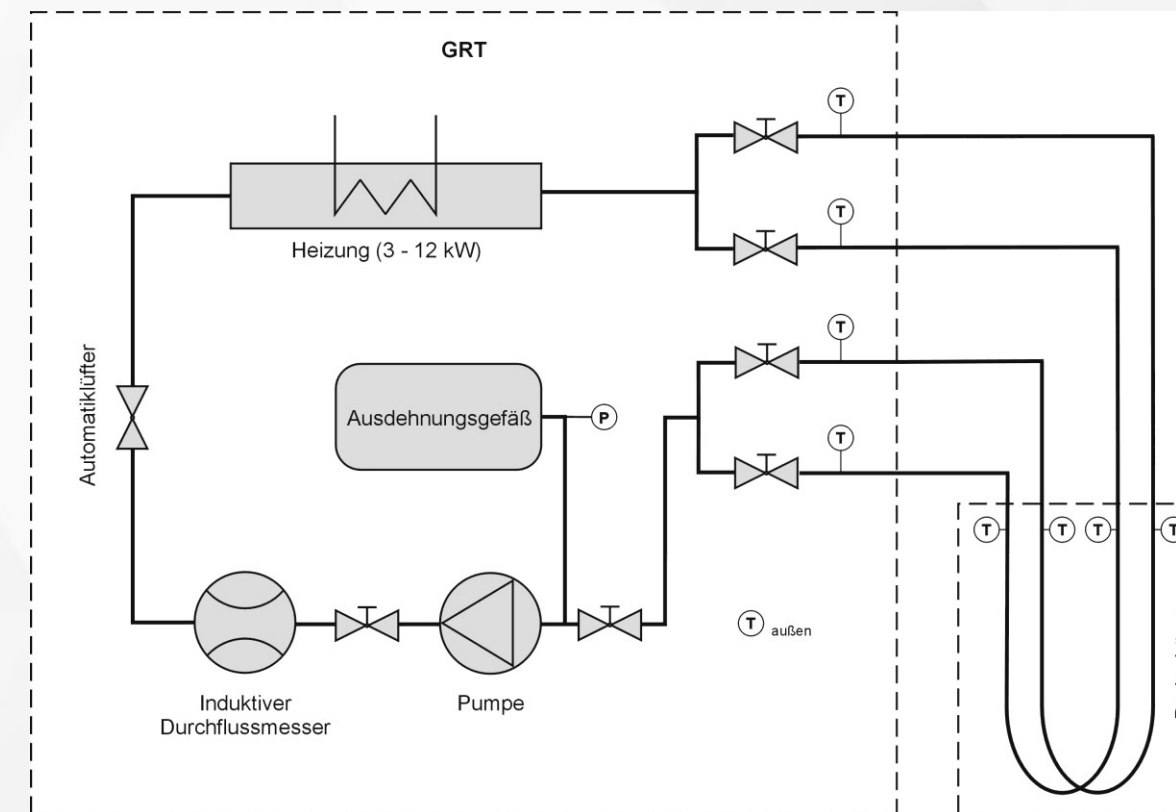 GRT
T
T
Heizung (3 - 12 kW)
T
Automatiklüfter
Ausdehnungsgefäß
P
T
T
T
T
T
T außen
Induktiver
Durchflussmesser
Pumpe